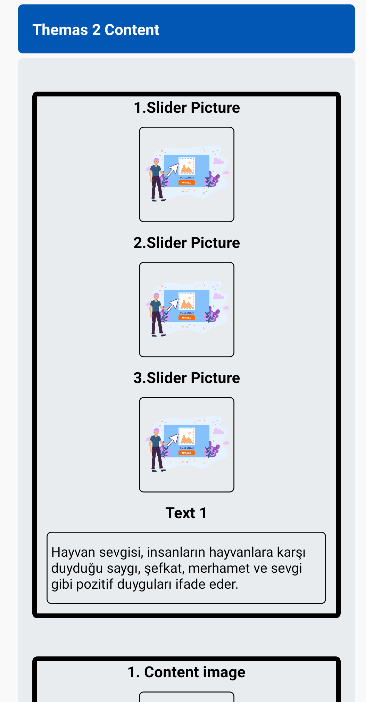 Themas 2 Content
1.Slider Picture
2.Slider Picture
3.Slider Picture
Text 1
Hayvan sevgisi, insanların hayvanlara karşı
duyduğu saygı, şefkat, merhamet ve sevgi
gibi pozitif duyguları ifade eder.
1. Content image